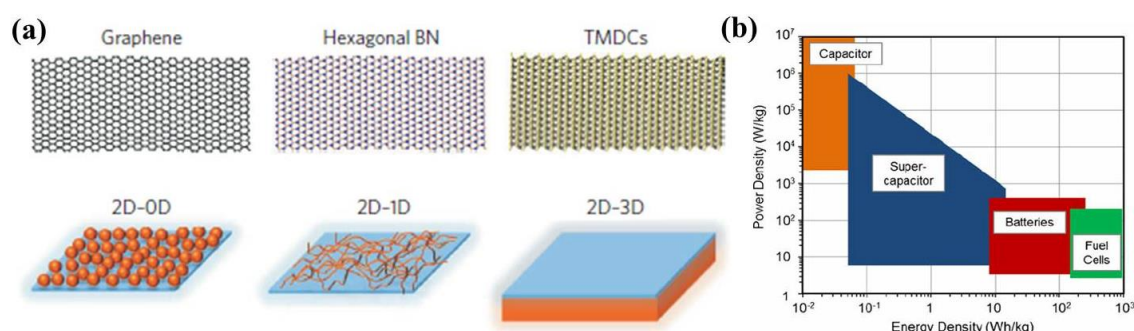 (a)
Graphene
Hexagonal BN
TMDCs
2D-0D
2D-1D
2D-3D
(b)
Power Density (W/kg)
10⁷
10⁶
10⁵
10⁴
10³
10²
10
1
Capacitor
Super-
capacitor
Batteries
Fuel
Cells
10⁻²
10⁻¹
1
10
10²
10³
Energy Density (Wh/kg)